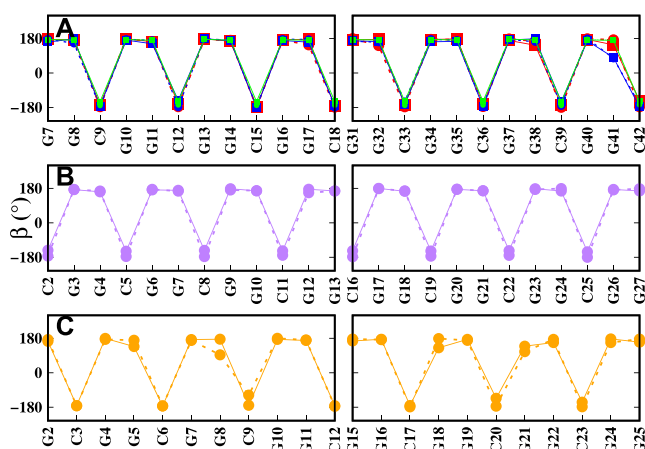 A
180
0
−180
G7 G8 C9 G10 G11 C12 G13 G14 C15 G16 G17 C18
G31 G32 C33 G34 G35 C36 G37 G38 C39 G40 G41 C42
B
β (°)
180
0
−180
C2 G3 G4 C5 G6 G7 C8 G9 G10 C11 G12 G13
C16 G17 G18 C19 G20 G21 C22 G23 G24 C25 G26 G27
C
180
0
−180
G2 C3 G4 G5 C6 G7 G8 C9 G10 G11 C12
G15 G16 C17 G18 G19 C20 G21 G22 C23 G24 G25